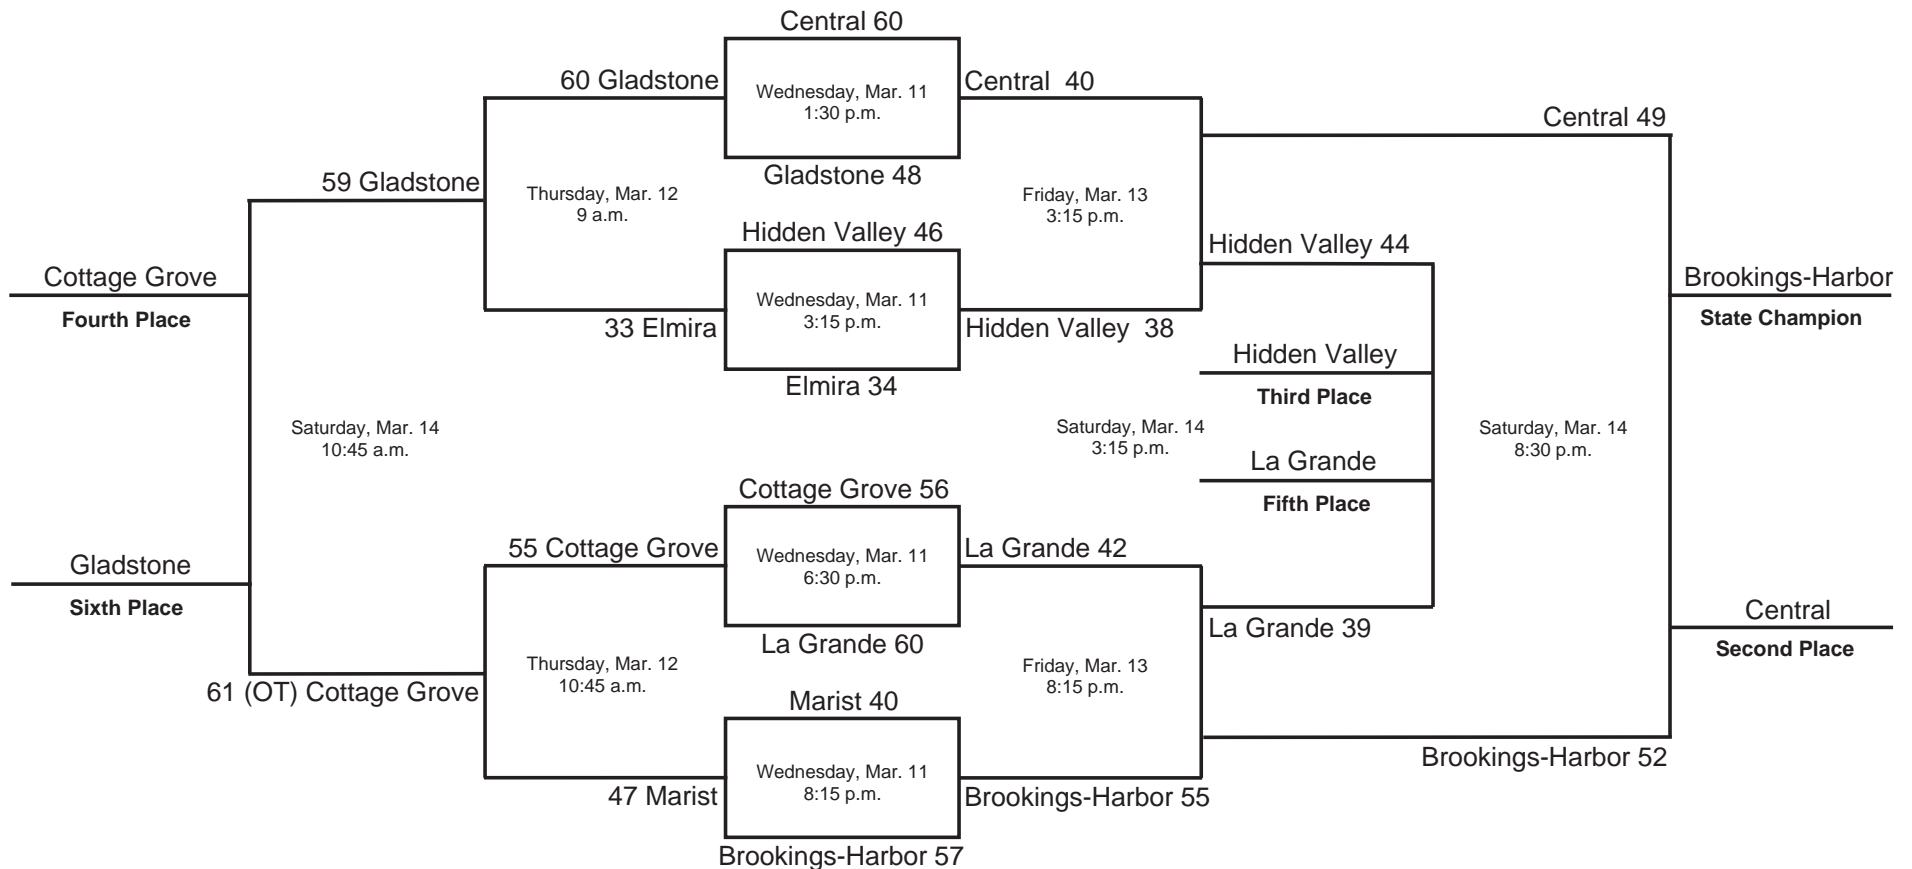 Central 60
60 Gladstone
Wednesday, Mar. 11
1:30 p.m.
Central  40
Central 49
Gladstone 48
59 Gladstone
Thursday, Mar. 12
9 a.m.
Friday, Mar. 13
3:15 p.m.
Hidden Valley 46
Hidden Valley 44
Cottage Grove
Fourth Place
Wednesday, Mar. 11
3:15 p.m.
Brookings-Harbor
State Champion
33 Elmira
Hidden Valley  38
Hidden Valley
Third Place
Elmira 34
Saturday, Mar. 14
10:45 a.m.
Saturday, Mar. 14
3:15 p.m.
Saturday, Mar. 14
8:30 p.m.
La Grande
Fifth Place
Cottage Grove 56
55 Cottage Grove
Wednesday, Mar. 11
6:30 p.m.
La Grande 42
Gladstone
Sixth Place
La Grande 60
La Grande 39
Central
Second Place
Thursday, Mar. 12
10:45 a.m.
Friday, Mar. 13
8:15 p.m.
61 (OT) Cottage Grove
Marist 40
Brookings-Harbor 52
47 Marist
Wednesday, Mar. 11
8:15 p.m.
Brookings-Harbor 55
Brookings-Harbor 57